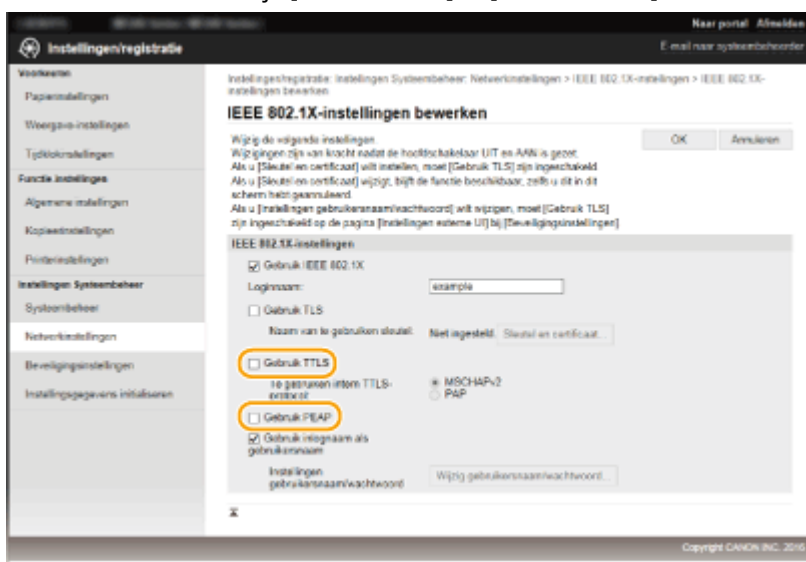 Naar portal Afmelden
Instellingen/registratie
E-mail naar systeembeheerder
Voorkeuren
Papierinstellingen
Weergave-instellingen
Tijdklokinstellingen
Functie-instellingen
Algemene instellingen
Kopieerinstellingen
Printerinstellingen
Instellingen Systeembeheer
Systeembeheer
Netwerkinstellingen
Beveiligingsinstellingen
Instellingsgegevens initialiseren
Instellingen/registratie: Instellingen Systeembeheer: Netwerkinstellingen > IEEE 802.1X-instellingen > IEEE 802.1X-
instellingen bewerken
IEEE 802.1X-instellingen bewerken
OK Annuleren
Wijzig de volgende instellingen.
Wijzigingen zijn van kracht nadat de hoofdschakelaar UIT en AAN is gezet.
Als u [Sleutel en certificaat] wilt instellen, moet [Gebruik TLS] zijn ingeschakeld.
Als u [Sleutel en certificaat] wijzigt, blijft de functie beschikbaar, zelfs u dit in dit
scherm hebt geannuleerd.
Als u [Instellingen gebruikersnaam/wachtwoord] wilt wijzigen, moet [Gebruik TLS]
zijn ingeschakeld op de pagina [Instellingen externe UI] bij [Beveiligingsinstellingen]
IEEE 802.1X-instellingen
Gebruik IEEE 802.1X
Loginnaam: example
Gebruik TLS
Naam van te gebruiken sleutel: Niet ingesteld. Sleutel en certificaat...
Gebruik TTLS
Te gebruiken intern TTLS-
protocol:
MSCHAPv2
PAP
Gebruik PEAP
Gebruik inlognaam als
gebruikersnaam
Instellingen
gebruikersnaam/wachtwoord
Wijzig gebruikersnaam/wachtwoord...
Copyright CANON INC. 2016